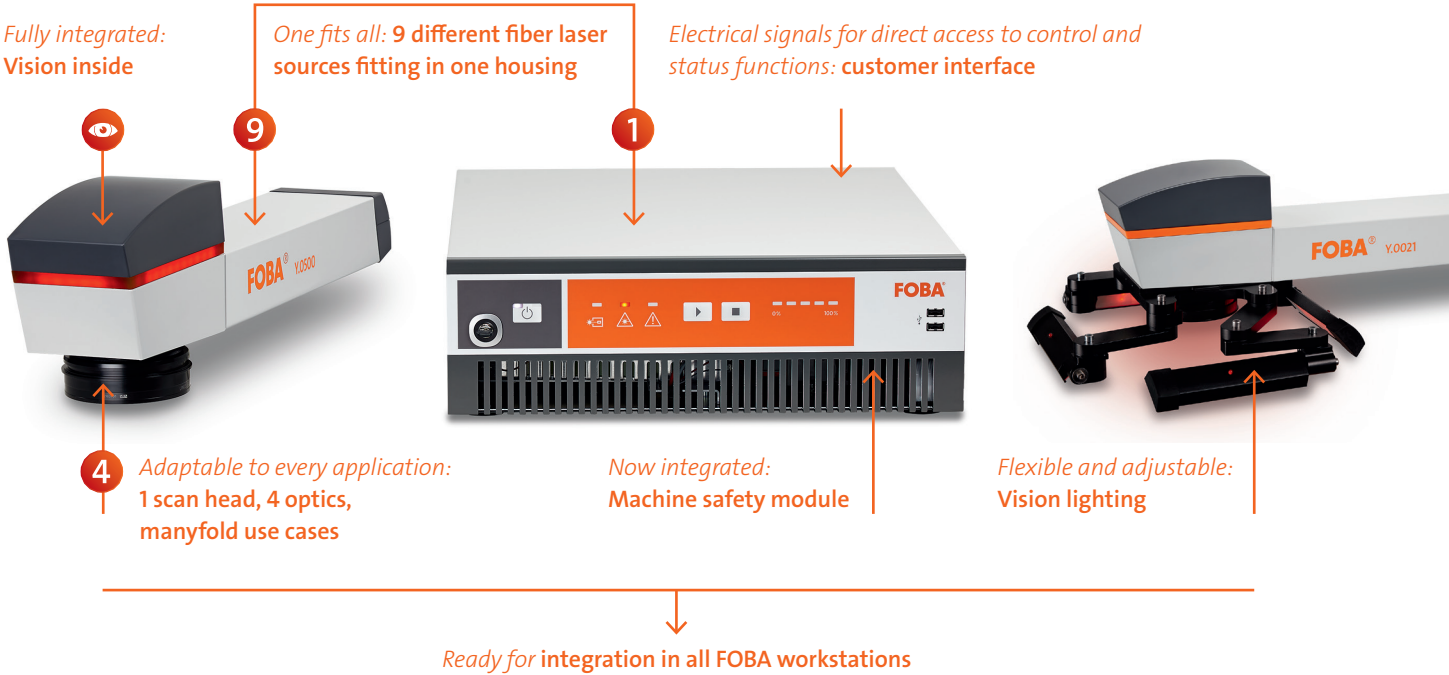 Fully integrated:
Vision inside
One fits all: 9 different fiber laser
sources fitting in one housing
Electrical signals for direct access to control and
status functions: customer interface
9
1
FOBA® Y.0500
FOBA® Y.0021
FOBA®
0% 100%
4
Adaptable to every application:
1 scan head, 4 optics,
manyfold use cases
Now integrated:
Machine safety module
Flexible and adjustable:
Vision lighting
Ready for integration in all FOBA workstations